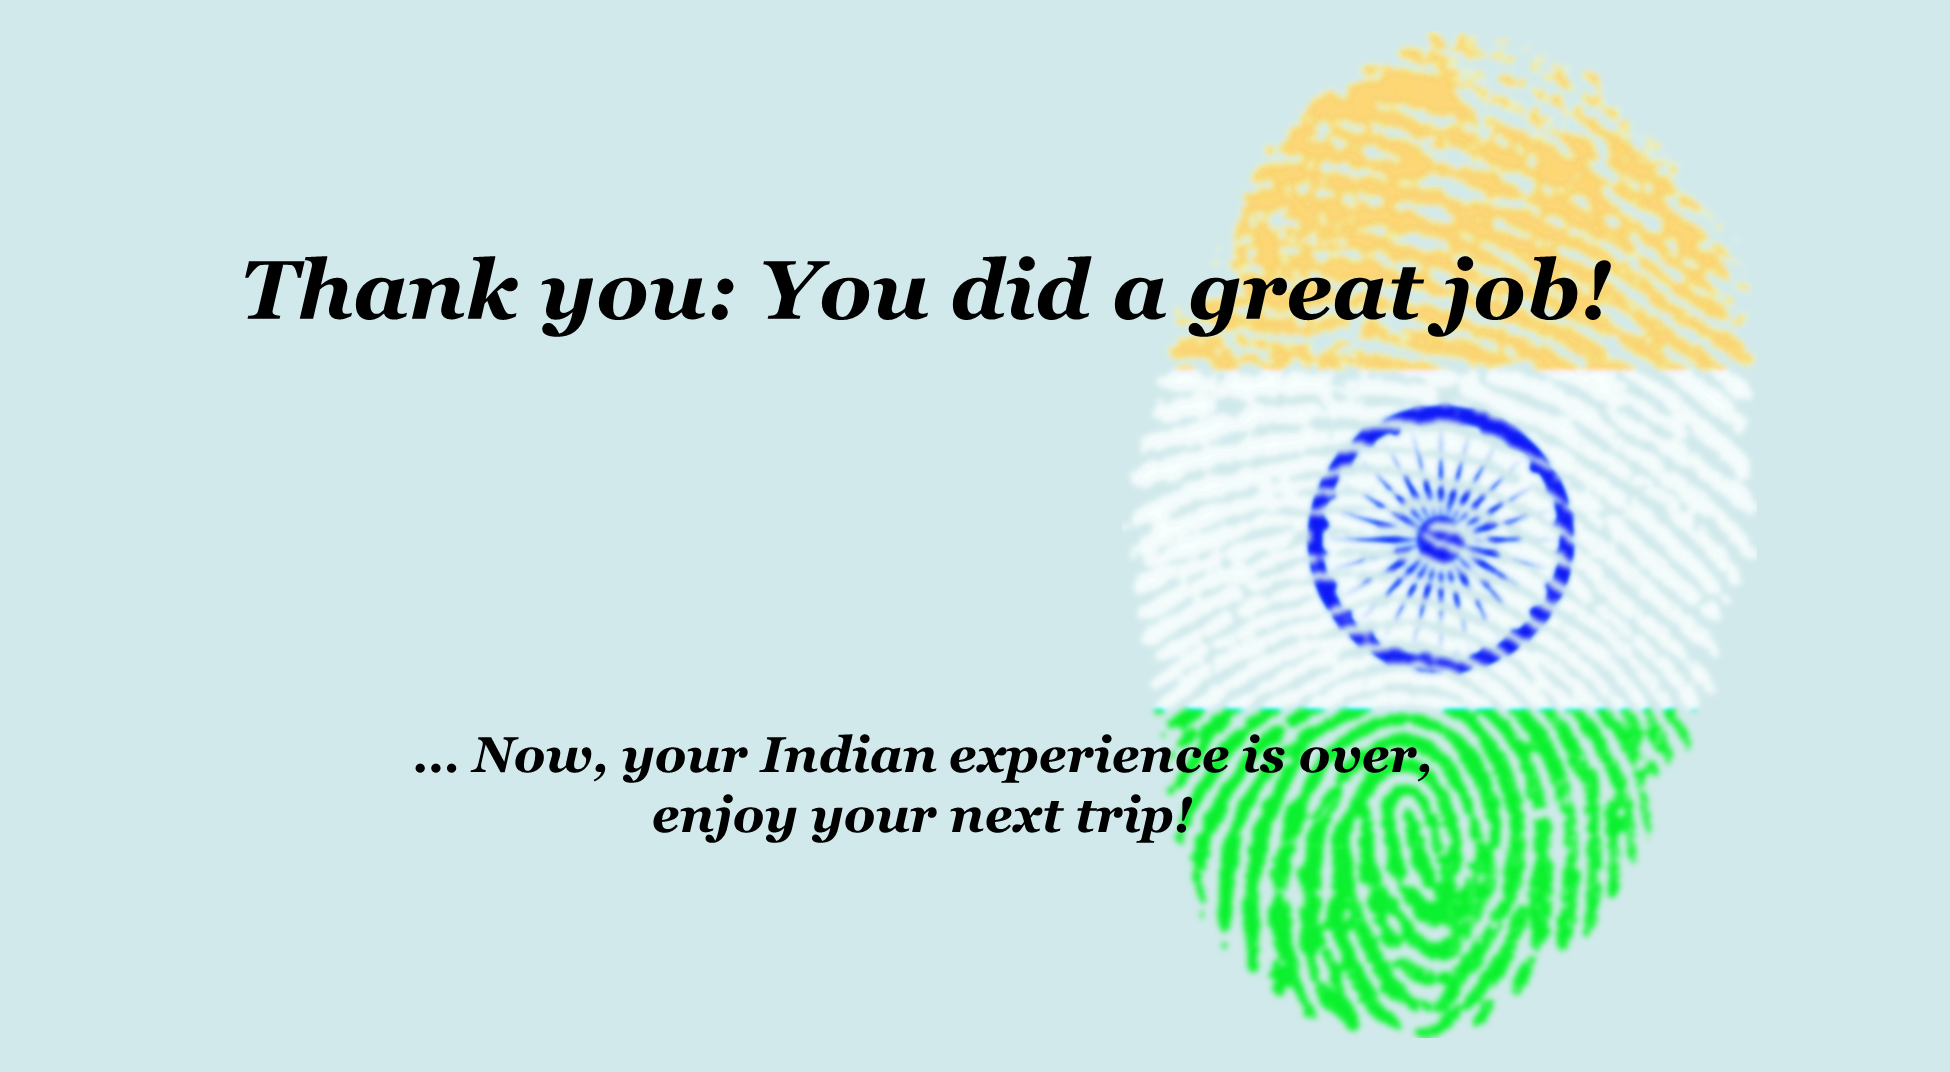 Thank you: You did a great job!
... Now, your Indian experience is over,
enjoy your next trip!